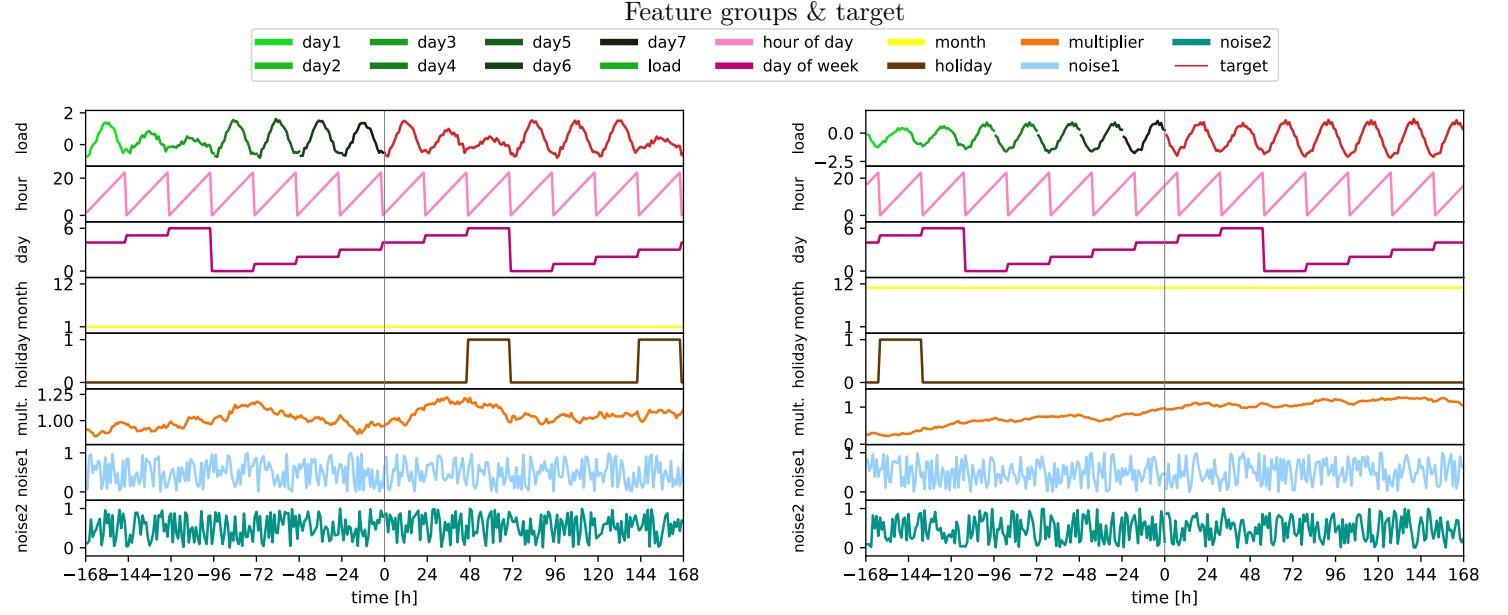 Feature groups & target
day1 day3 day5 day7 hour of day month multiplier noise2
day2 day4 day6 load day of week holiday noise1 target
load 2 0
hour 20 0
day 6 0
month 12 1
holiday 1 0
mult. 1.25 1.00
noise1 1 0
noise2 1 0
−168 −144 −120 −96 −72 −48 −24 0 24 48 72 96 120 144 168
time [h]
load 0.0 −2.5
hour 20 0
day 6 0
month 12 1
holiday 1 0
mult. 1 0
noise1 1 0
noise2 1 0
−168 −144 −120 −96 −72 −48 −24 0 24 48 72 96 120 144 168
time [h]